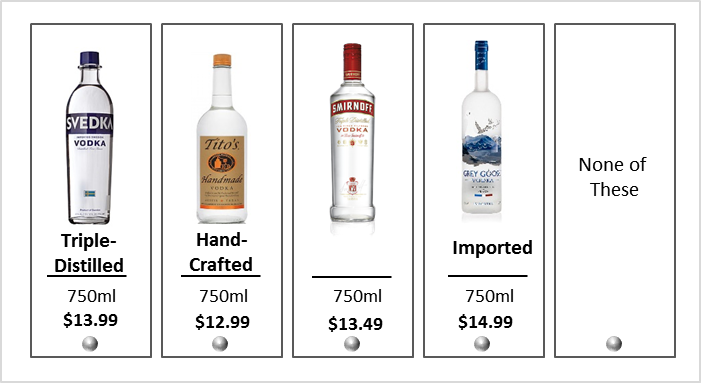 SVEDKA
VODKA
Triple-
Distilled
750ml
$13.99
Tito's
Handmade
VODKA
Hand-
Crafted
750ml
$12.99
SMIRNOFF
VODKA
750ml
$13.49
GREY GOOSE
VODKA
Imported
750ml
$14.99
None of
These